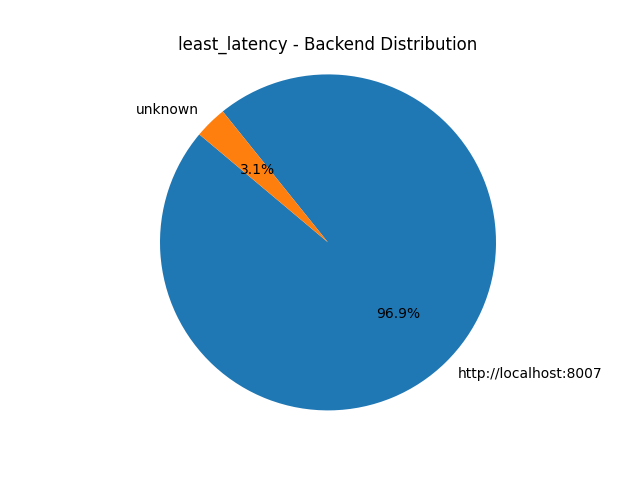 least_latency - Backend Distribution
unknown
3.1%
96.9%
http://localhost:8007